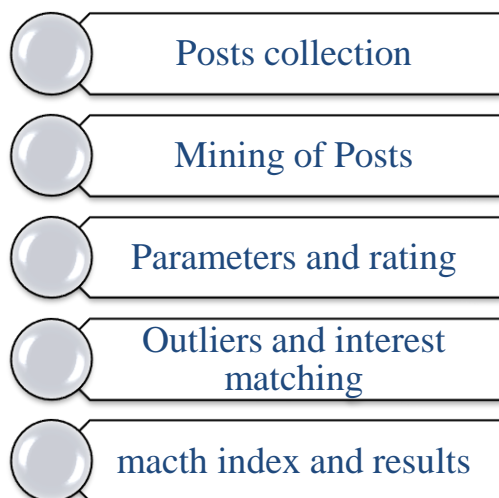 Posts collection
Mining of Posts
Parameters and rating
Outliers and interest
matching
macth index and results